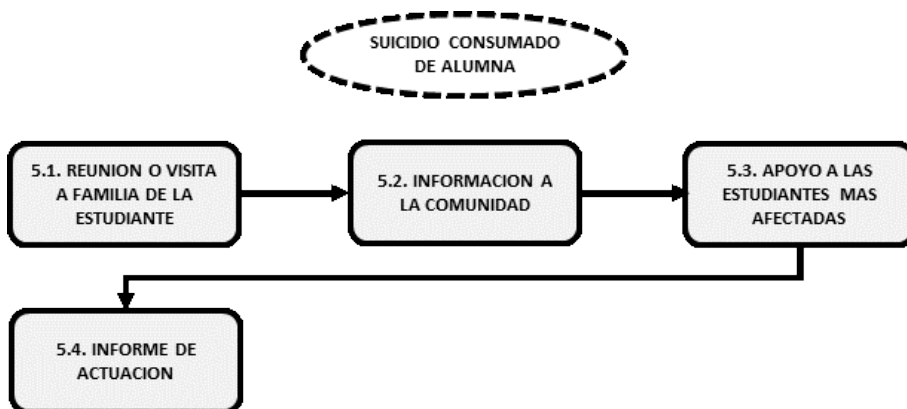 SUICIDIO CONSUMADO
DE ALUMNA
5.1. REUNION O VISITA
A FAMILIA DE LA
ESTUDIANTE
5.2. INFORMACION A
LA COMUNIDAD
5.3. APOYO A LAS
ESTUDIANTES MAS
AFECTADAS
5.4. INFORME DE
ACTUACION